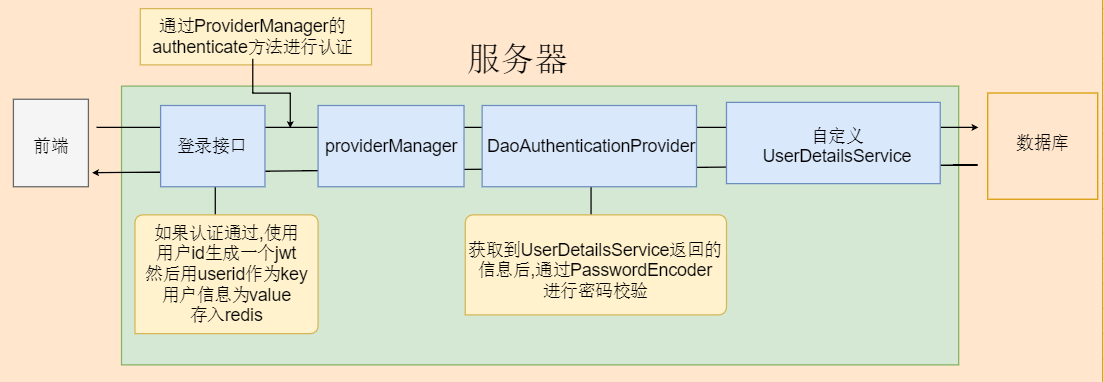 通过ProviderManager的
authenticate方法进行认证
服务器
前端
登录接口
providerManager
DaoAuthenticationProvider
自定义
UserDetailsService
数据库
如果认证通过,使用
用户id生成一个jwt
然后用userid作为key
用户信息为value
存入redis
获取到UserDetailsService返回的
信息后,通过PasswordEncoder
进行密码校验